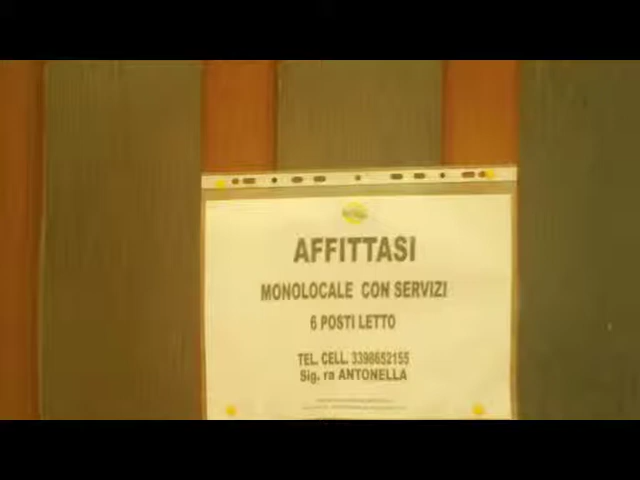 AFFITTASI
MONOLOCALE CON SERVIZI
6 POSTI LETTO
TEL. CELL. 3398652155
Sig. ra ANTONELLA